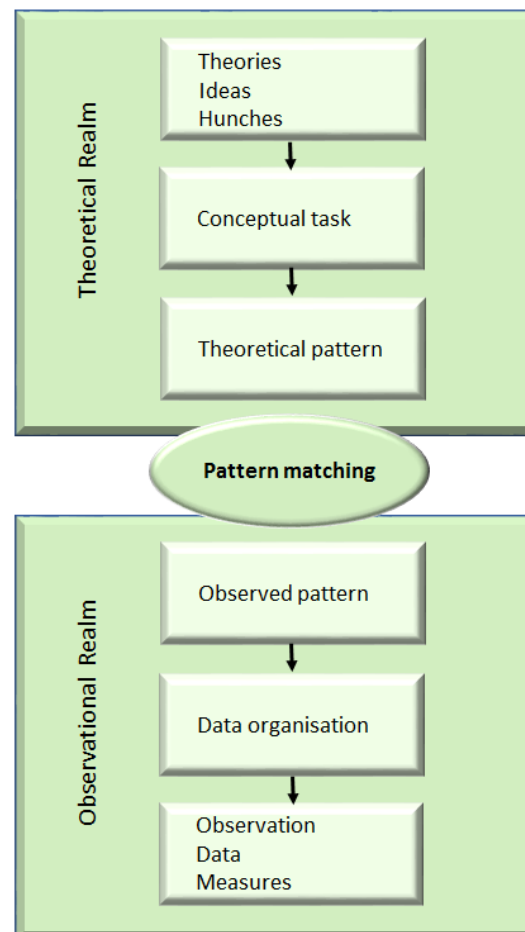 Theoretical Realm
Theories
Ideas
Hunches
Conceptual task
Theoretical pattern
Pattern matching
Observational Realm
Observed pattern
Data organisation
Observation
Data
Measures